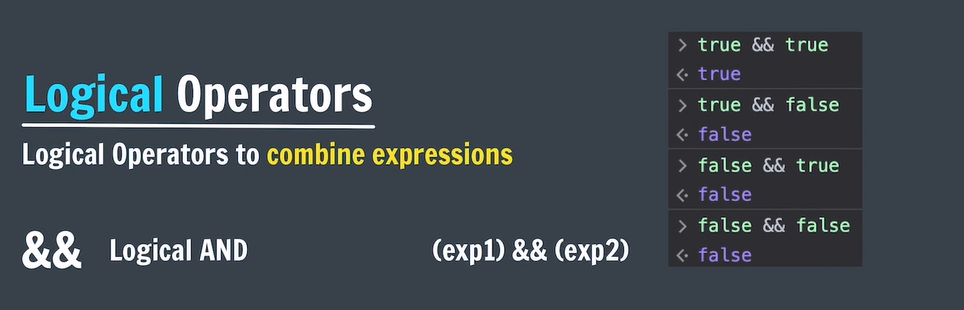 Logical Operators
Logical Operators to combine expressions
&& Logical AND (exp1) && (exp2)
> true && true
<· true
> true && false
<· false
> false && true
<· false
> false && false
<· false